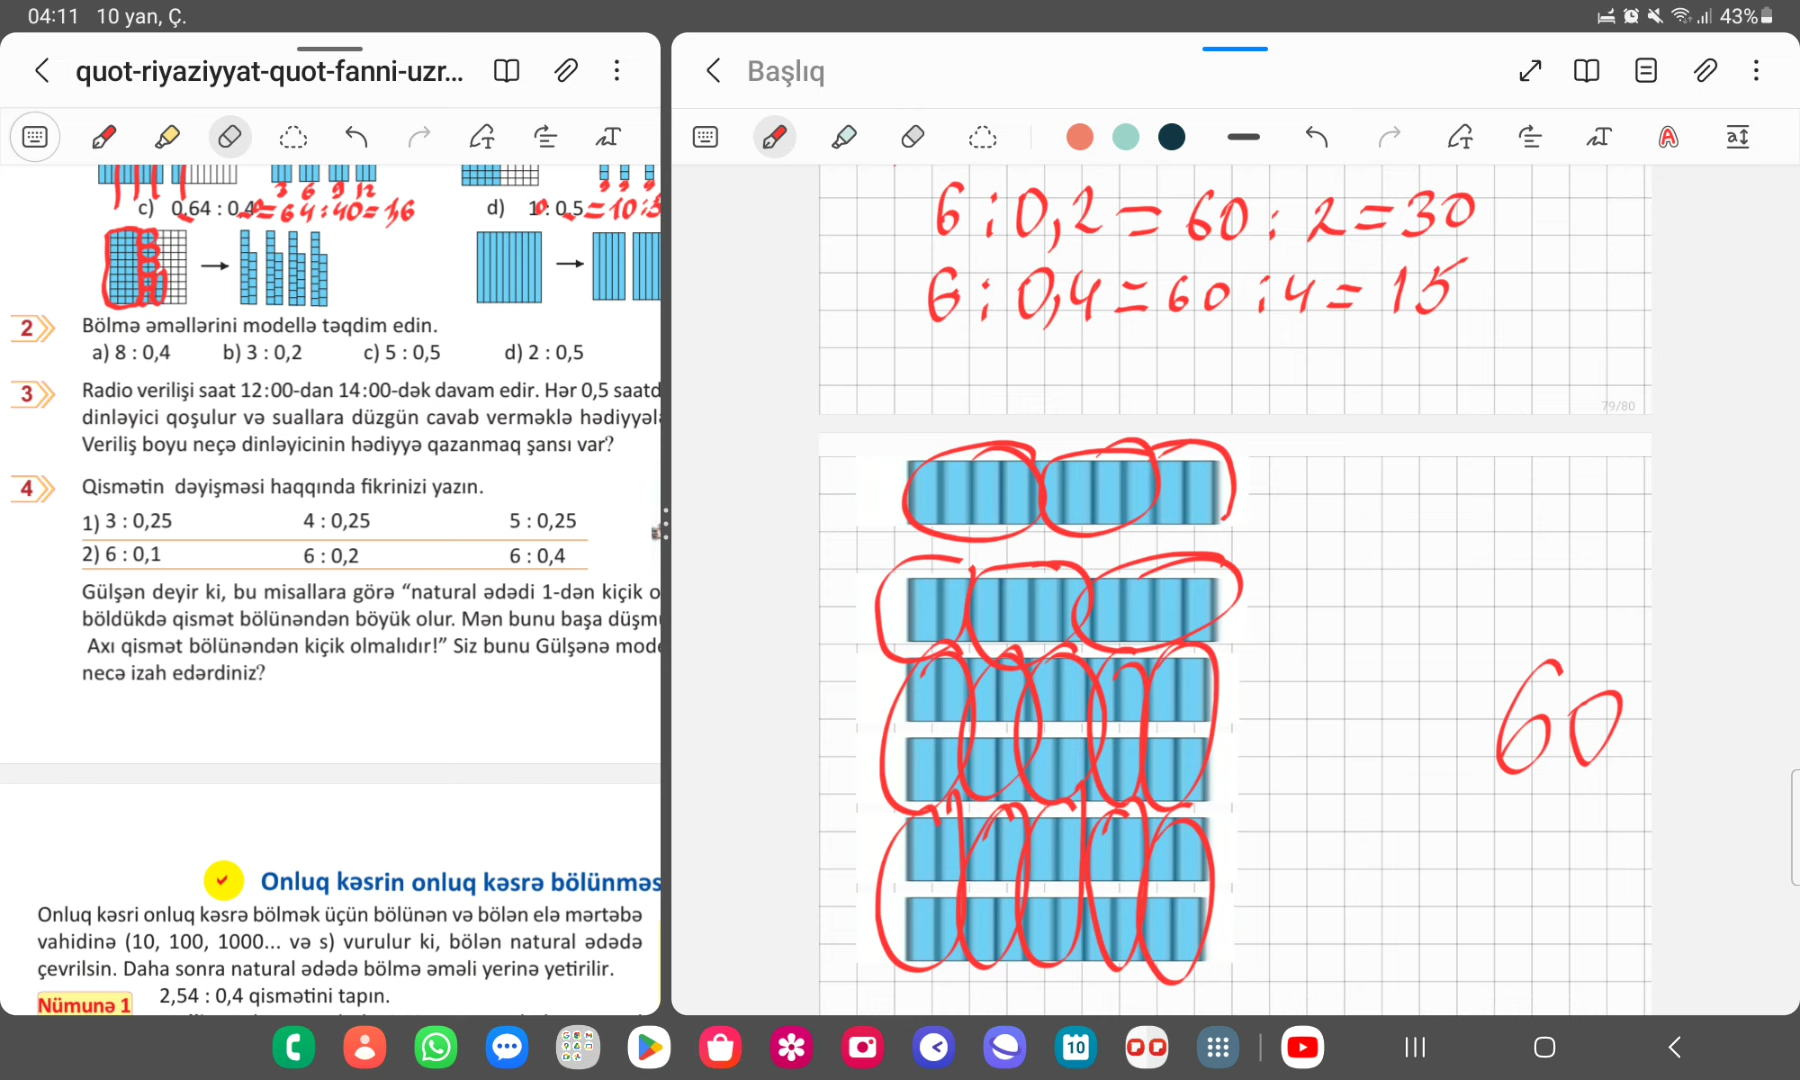 04:11 10 yan, Ç.
43%
quot-riyaziyyat-quot-fanni-uzr...
3 6 9 12
c) 0,64 : 0,4 = 64 : 40 = 1,6
d) 1 : 0,5 = 10 :
2 Bölmə əməllərini modellə təqdim edin.
a) 8 : 0,4 b) 3 : 0,2 c) 5 : 0,5 d) 2 : 0,5
3 Radio verilişi saat 12:00-dan 14:00-dək davam edir. Hər 0,5 saatd
dinləyici qoşulur və suallara düzgün cavab verməklə hədiyyəl
Veriliş boyu neçə dinləyicinin hədiyyə qazanmaq şansı var?
4 Qismətin dəyişməsi haqqında fikrinizi yazın.
1) 3 : 0,25 4 : 0,25 5 : 0,25
2) 6 : 0,1 6 : 0,2 6 : 0,4
Gülşən deyir ki, bu misallara görə “natural ədədi 1-dən kiçik o
böldükdə qismət bölünəndən böyük olur. Mən bunu başa düşm
Axı qismət bölünəndən kiçik olmalıdır!” Siz bunu Gülşənə mod
necə izah edərdiniz?
Onluq kəsrin onluq kəsrə bölünməs
Onluq kəsri onluq kəsrə bölmək üçün bölünən və bölən elə mərtəbə
vahidinə (10, 100, 1000... və s) vurulur ki, bölən natural ədədə
çevrilsin. Daha sonra natural ədədə bölmə əməli yerinə yetirilir.
Nümunə 1 2,54 : 0,4 qismətini tapın.
Başlıq
6 : 0,2 = 60 : 2 = 30
6 : 0,4 = 60 : 4 = 15
79/80
60
10